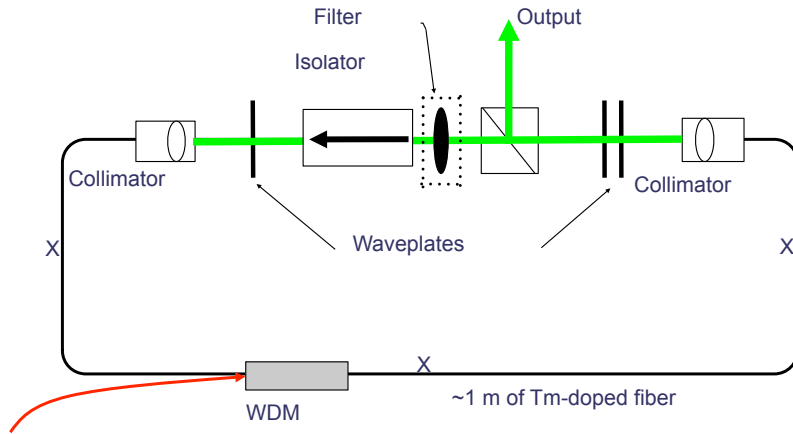 Filter
Output
Isolator
Collimator
Collimator
Waveplates
X
X
X
~1 m of Tm-doped fiber
WDM